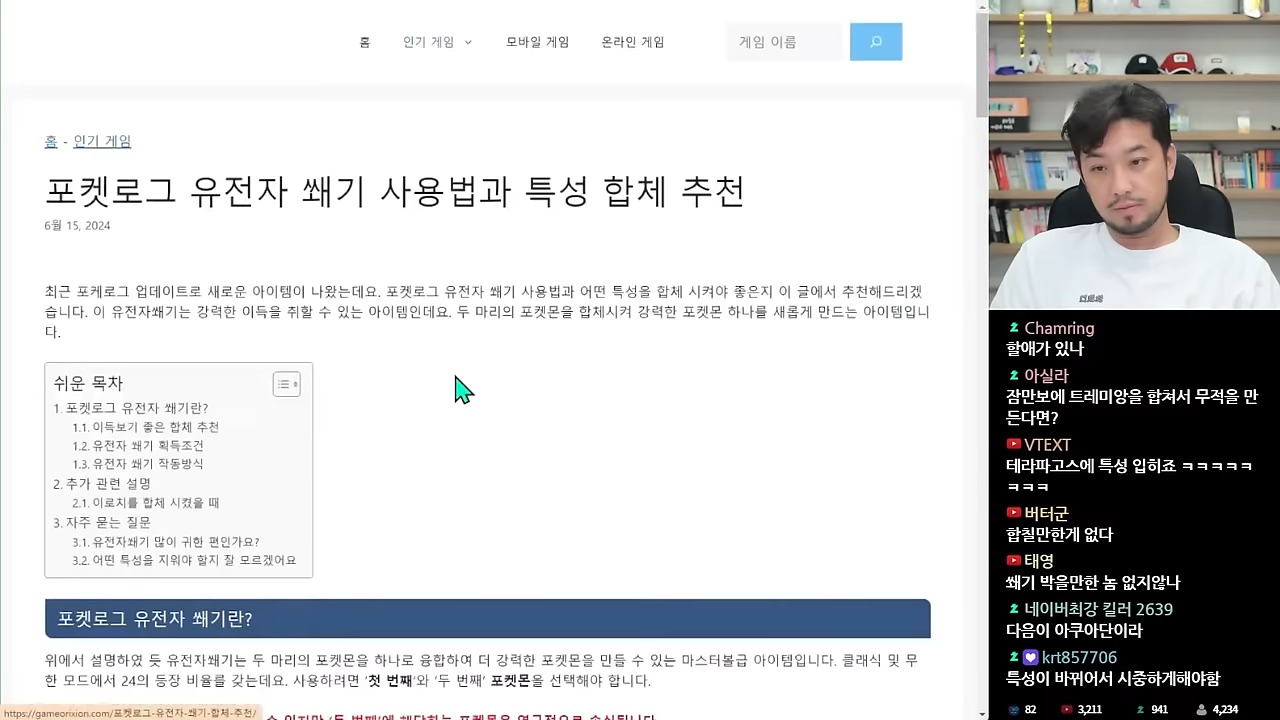 홈
인기 게임
모바일 게임
온라인 게임
게임 이름
홈 - 인기 게임
포켓로그 유전자 쐐기 사용법과 특성 합체 추천
6월 15, 2024
최근 포케로그 업데이트로 새로운 아이템이 나왔는데요. 포켓로그 유전자 쐐기 사용법과 어떤 특성을 합체 시켜야 좋은지 이 글에서 추천해드리겠
습니다. 이 유전자쐐기는 강력한 이득을 취할 수 있는 아이템인데요. 두 마리의 포켓몬을 합체시켜 강력한 포켓몬 하나를 새롭게 만드는 아이템입니
다.
쉬운 목차
1. 포켓로그 유전자 쐐기란?
1.1. 이득보기 좋은 합체 추천
1.2. 유전자 쐐기 획득조건
1.3. 유전자 쐐기 작동방식
2. 추가 관련 설명
2.1. 이로치를 합체 시켰을 때
3. 자주 묻는 질문
3.1. 유전자쐐기 많이 귀한 편인가요?
3.2. 어떤 특성을 지워야 할지 잘 모르겠어요
포켓로그 유전자 쐐기란?
위에서 설명하였 듯 유전자쐐기는 두 마리의 포켓몬을 하나로 융합하여 더 강력한 포켓몬을 만들 수 있는 마스터볼급 아이템입니다. 클래식 및 무
한 모드에서 24의 등장 비율를 갖는데요. 사용하려면 '첫 번째'와 '두 번째' 포켓몬을 선택해야 합니다.
https://gameorixion.com/포켓로그-유전자-쐐기-합체-추천/
Chamring
할애가 있나
아실라
잠만보에 트레미앙을 합쳐서 무적을 만
든다면?
VTEXT
테라파고스에 특성 입히죠 ㅋㅋㅋㅋㅋ
ㅋㅋㅋ
버터군
합칠만한게 없다
태영
쐐기 박을만한 놈 없지않나
네이버최강 킬러 2639
다음이 아쿠아단이라
krt857706
특성이 바뀌어서 시중하게해야함
82
3,211
941
4,234